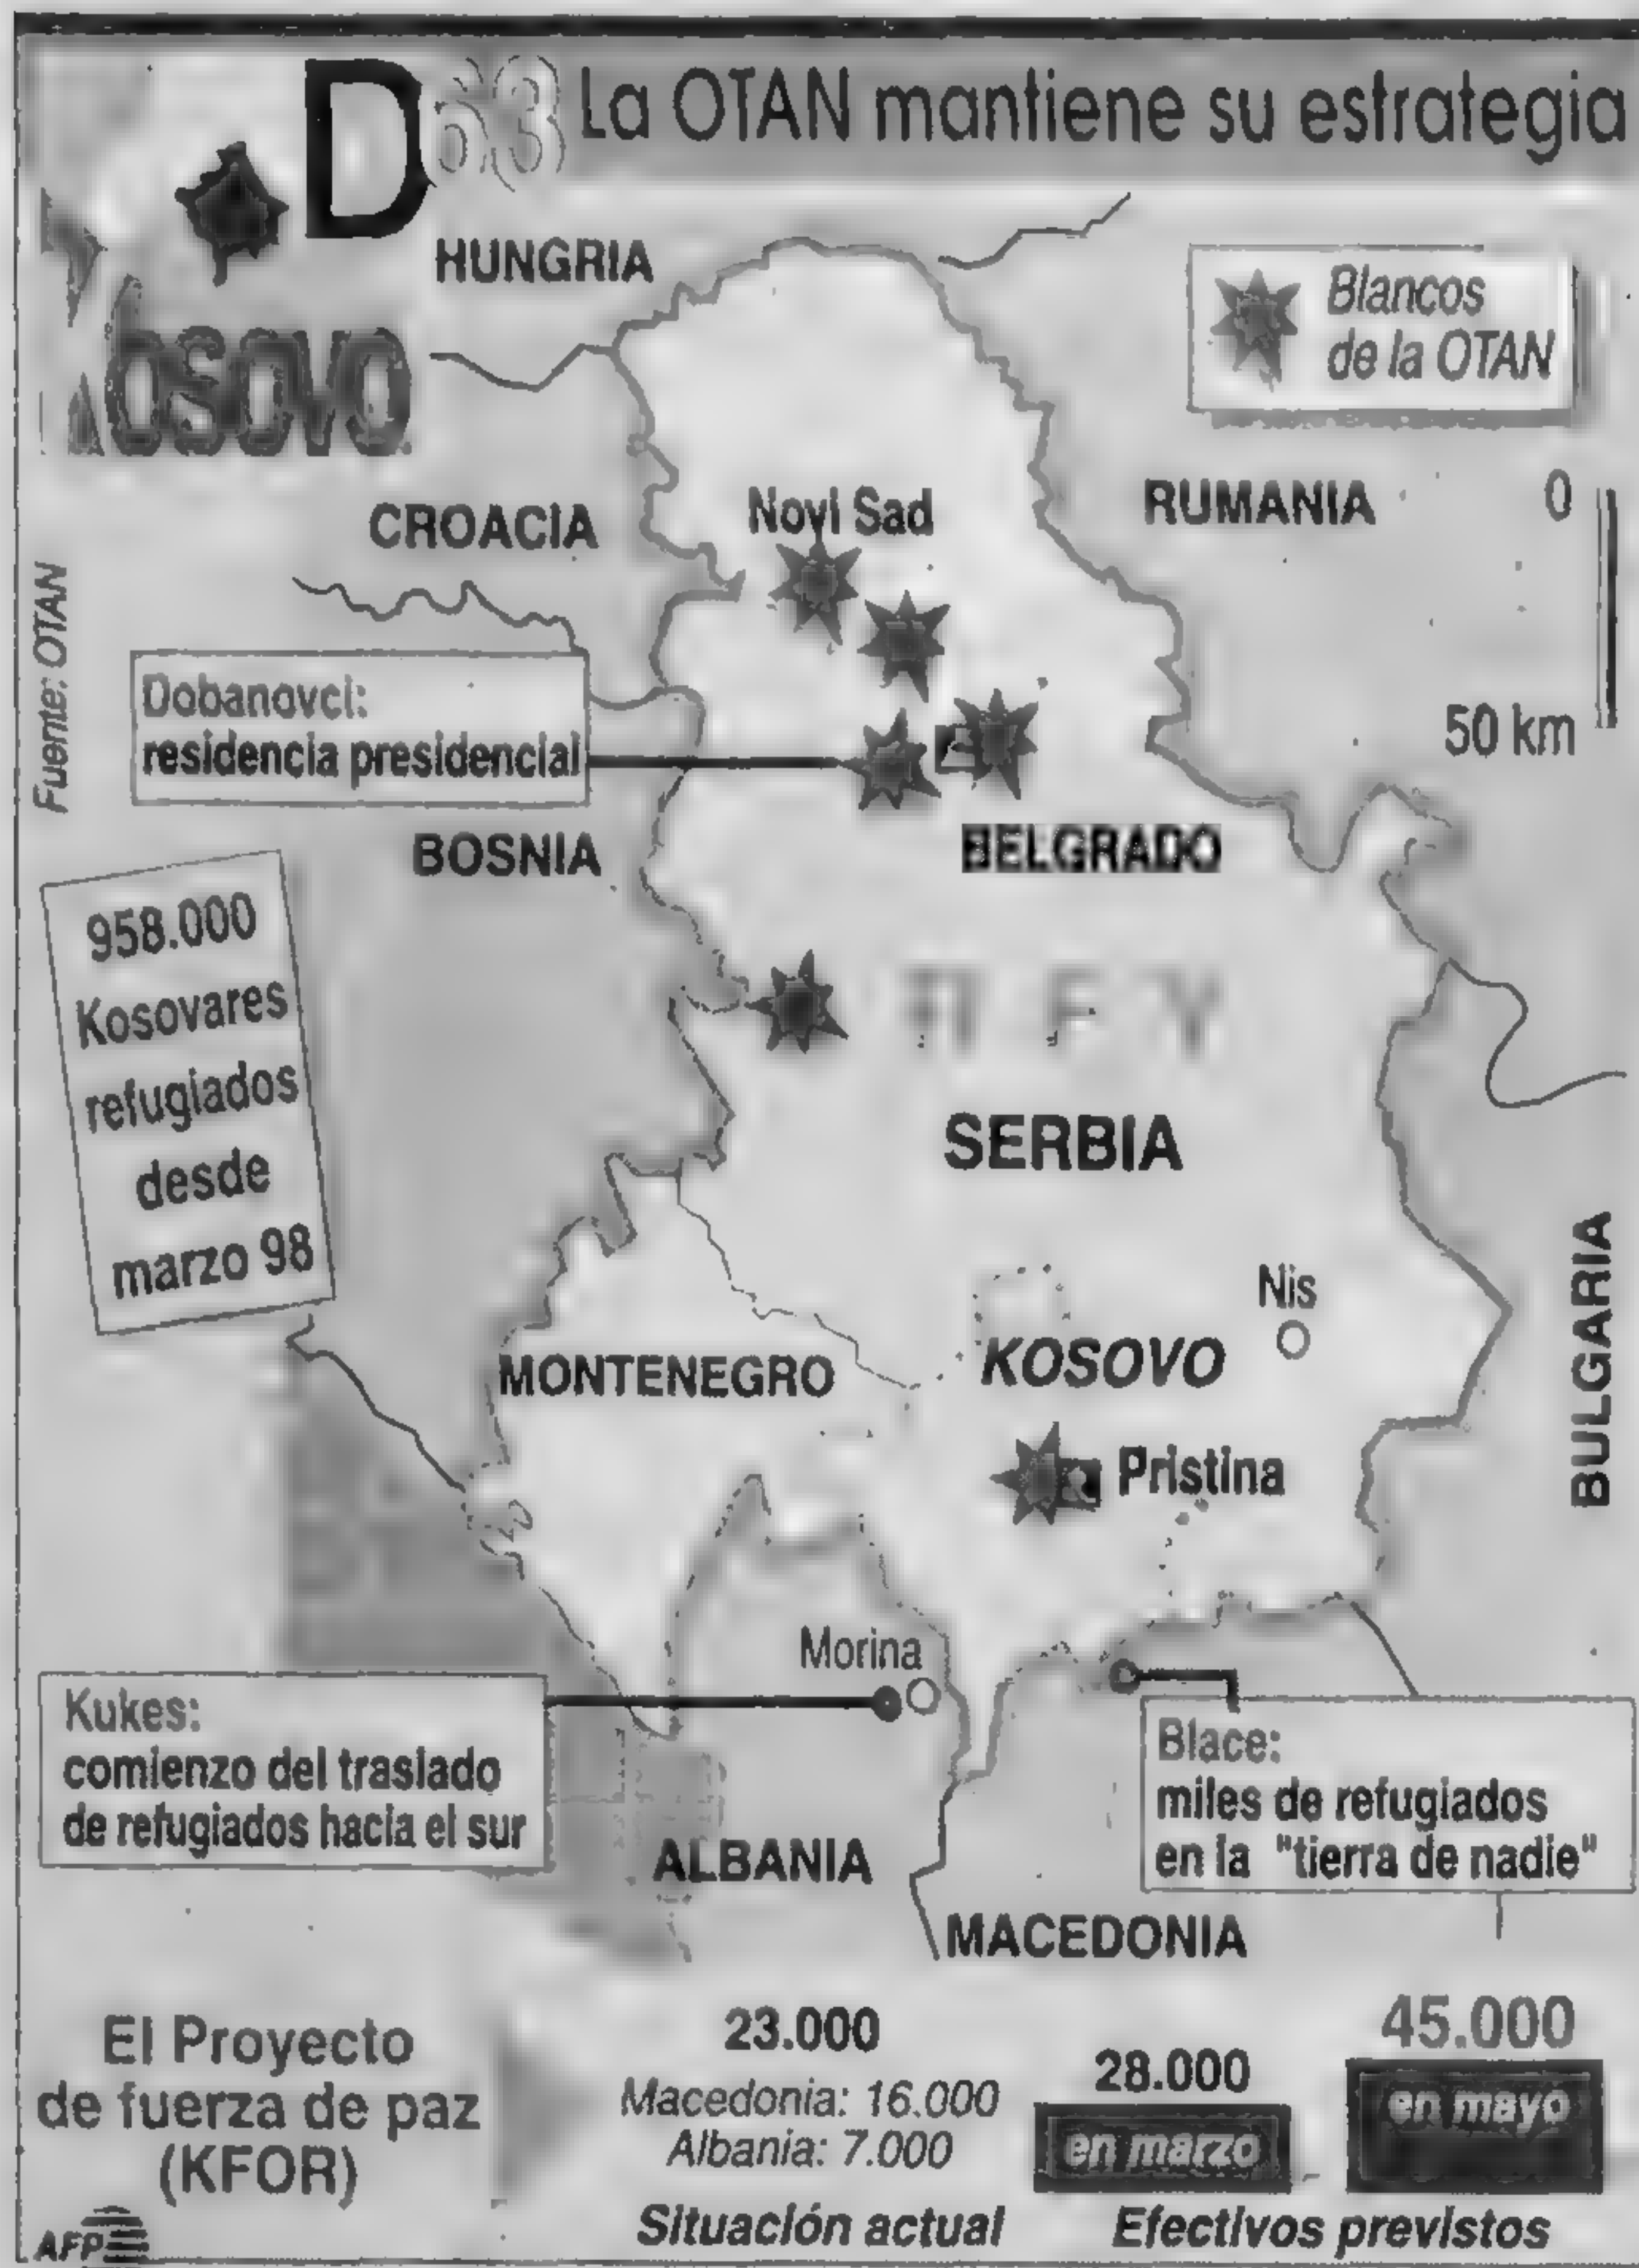 D 63 La OTAN mantiene su estrategia
Kosovo
HUNGRIA
Blancos
de la OTAN
CROACIA
Novi Sad
RUMANIA
0
50 km
Fuente: OTAN
Dobanovci:
residencia presidencial
BELGRADO
BOSNIA
958.000
Kosovares
refugiados
desde
marzo 98
SERBIA
Nis
KOSOVO
MONTENEGRO
BULGARIA
Pristina
Morina
Kukes:
comienzo del traslado
de refugiados hacia el sur
Blace:
miles de refugiados
en la "tierra de nadie"
ALBANIA
MACEDONIA
El Proyecto
de fuerza de paz
(KFOR)
23.000
Macedonia: 16.000
Albania: 7.000
Situación actual
28.000
en marzo
45.000
en mayo
Efectivos previstos
AFP